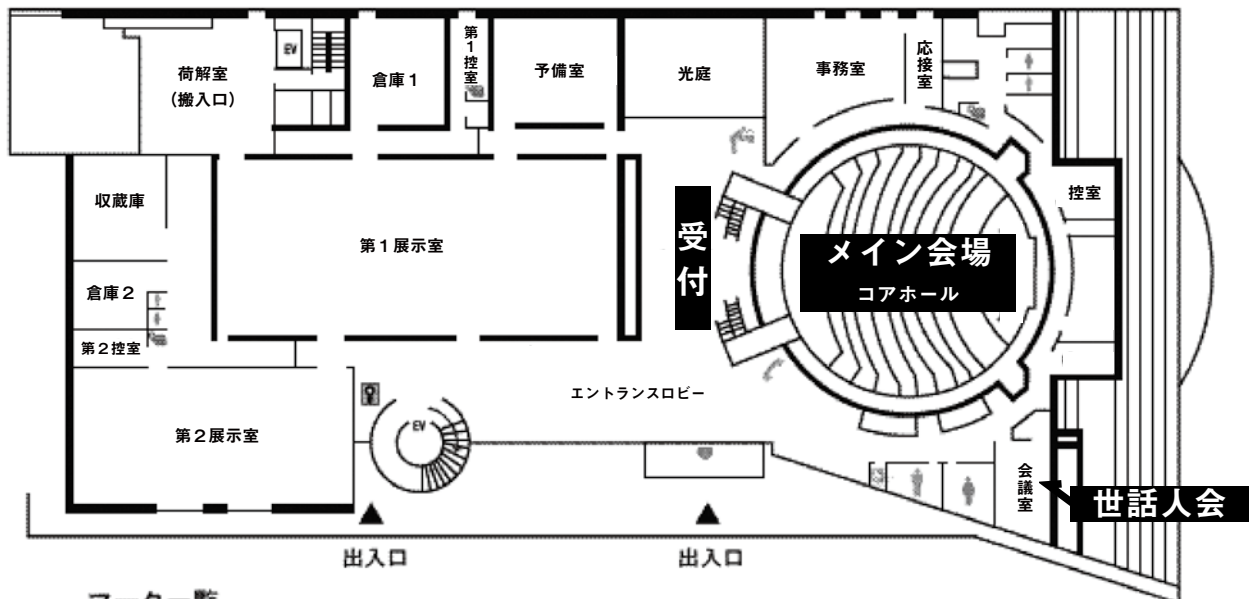 荷解室
(搬入口)
EV
倉庫1
第1控室
予備室
光庭
事務室
応接室
収蔵庫
第1展示室
受付
メイン会場
コアホール
控室
倉庫2
第2控室
エントランスロビー
第2展示室
EV
会議室
世話人会
出入口
出入口